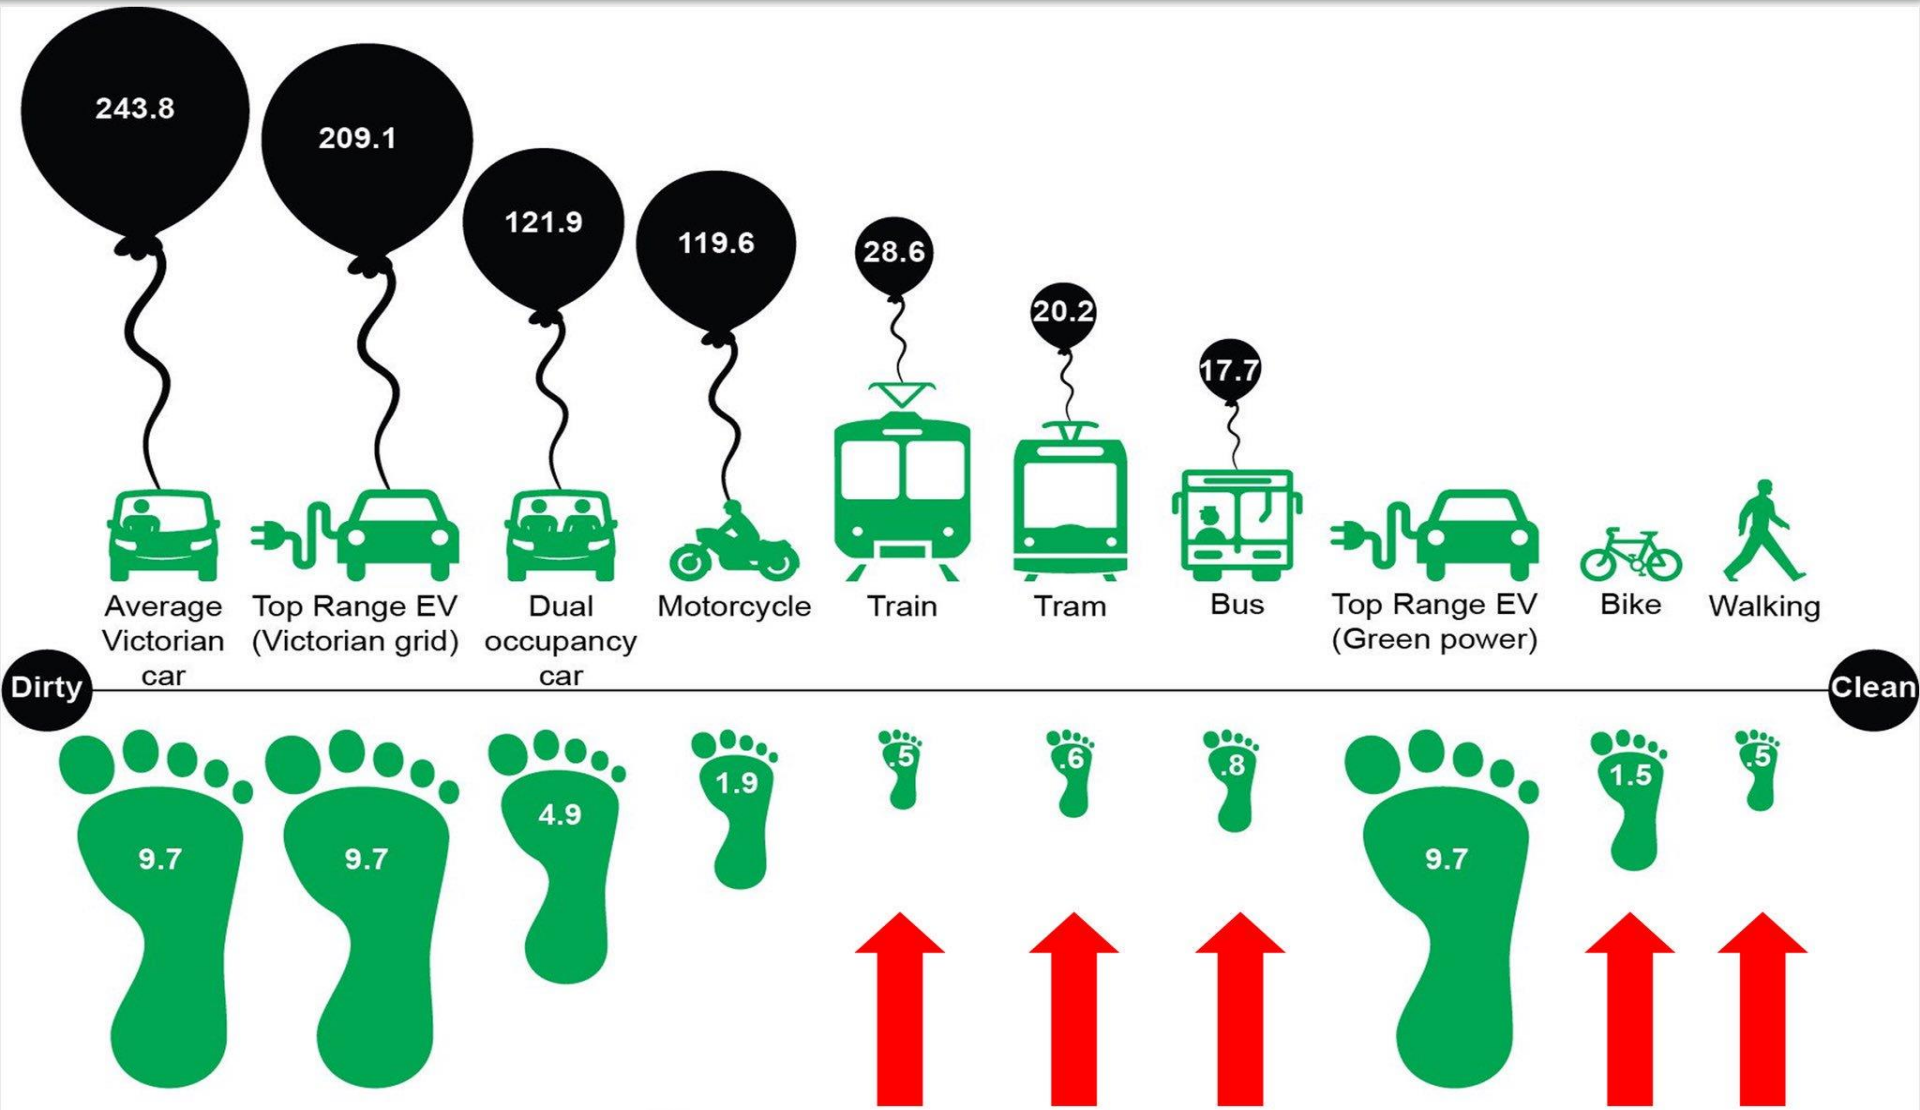 243.8
209.1
121.9
119.6
28.6
20.2
17.7
Average
Victorian
car
Top Range EV
(Victorian grid)
Dual
occupancy
car
Motorcycle
Train
Tram
Bus
Top Range EV
(Green power)
Bike
Walking
Dirty
Clean
9.7
9.7
4.9
1.9
.5
.6
.8
9.7
1.5
.5